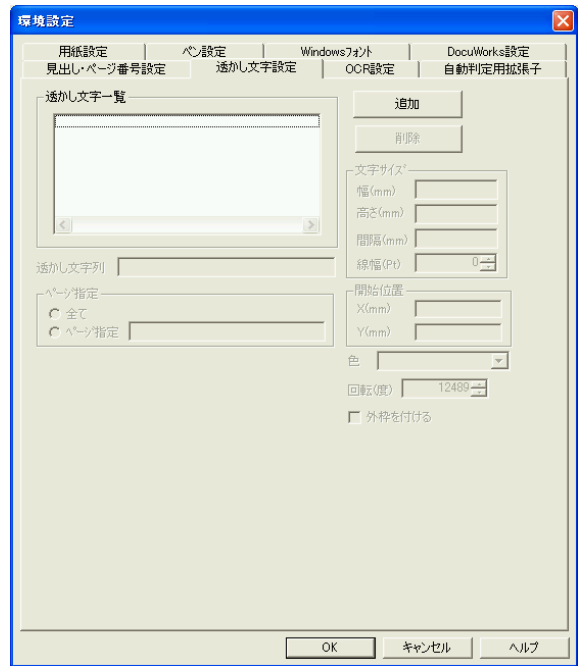 環境設定
用紙設定 ペン設定 Windowsフォント DocuWorks設定
見出し・ページ番号設定 透かし文字設定 OCR設定 自動判定用拡張子
透かし文字一覧
追加
削除
文字サイズ
幅(mm)
高さ(mm)
間隔(mm)
線幅(Pt) 0
透かし文字列
ページ指定
全て
ページ指定
開始位置
X(mm)
Y(mm)
色
回転(度) 12489
外枠を付ける
OK キャンセル ヘルプ